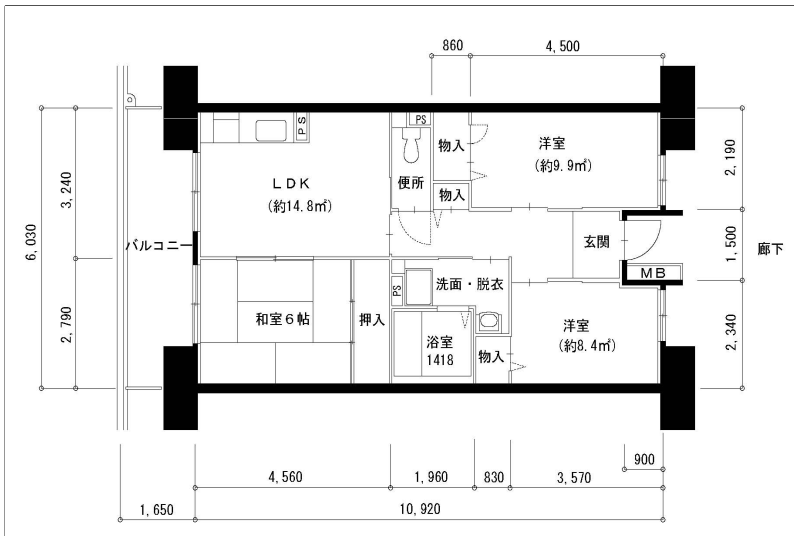 860
4,500
PS
PS
物入
洋室
(約9.9㎡)
2,190
3,240
LDK
(約14.8㎡)
便所
物入
6,030
バルコニー
玄関
1,500
廊下
MB
PS
洗面・脱衣
和室6帖
押入
2,790
浴室
1418
物入
洋室
(約8.4㎡)
2,340
900
4,560
1,960
830
3,570
1,650
10,920